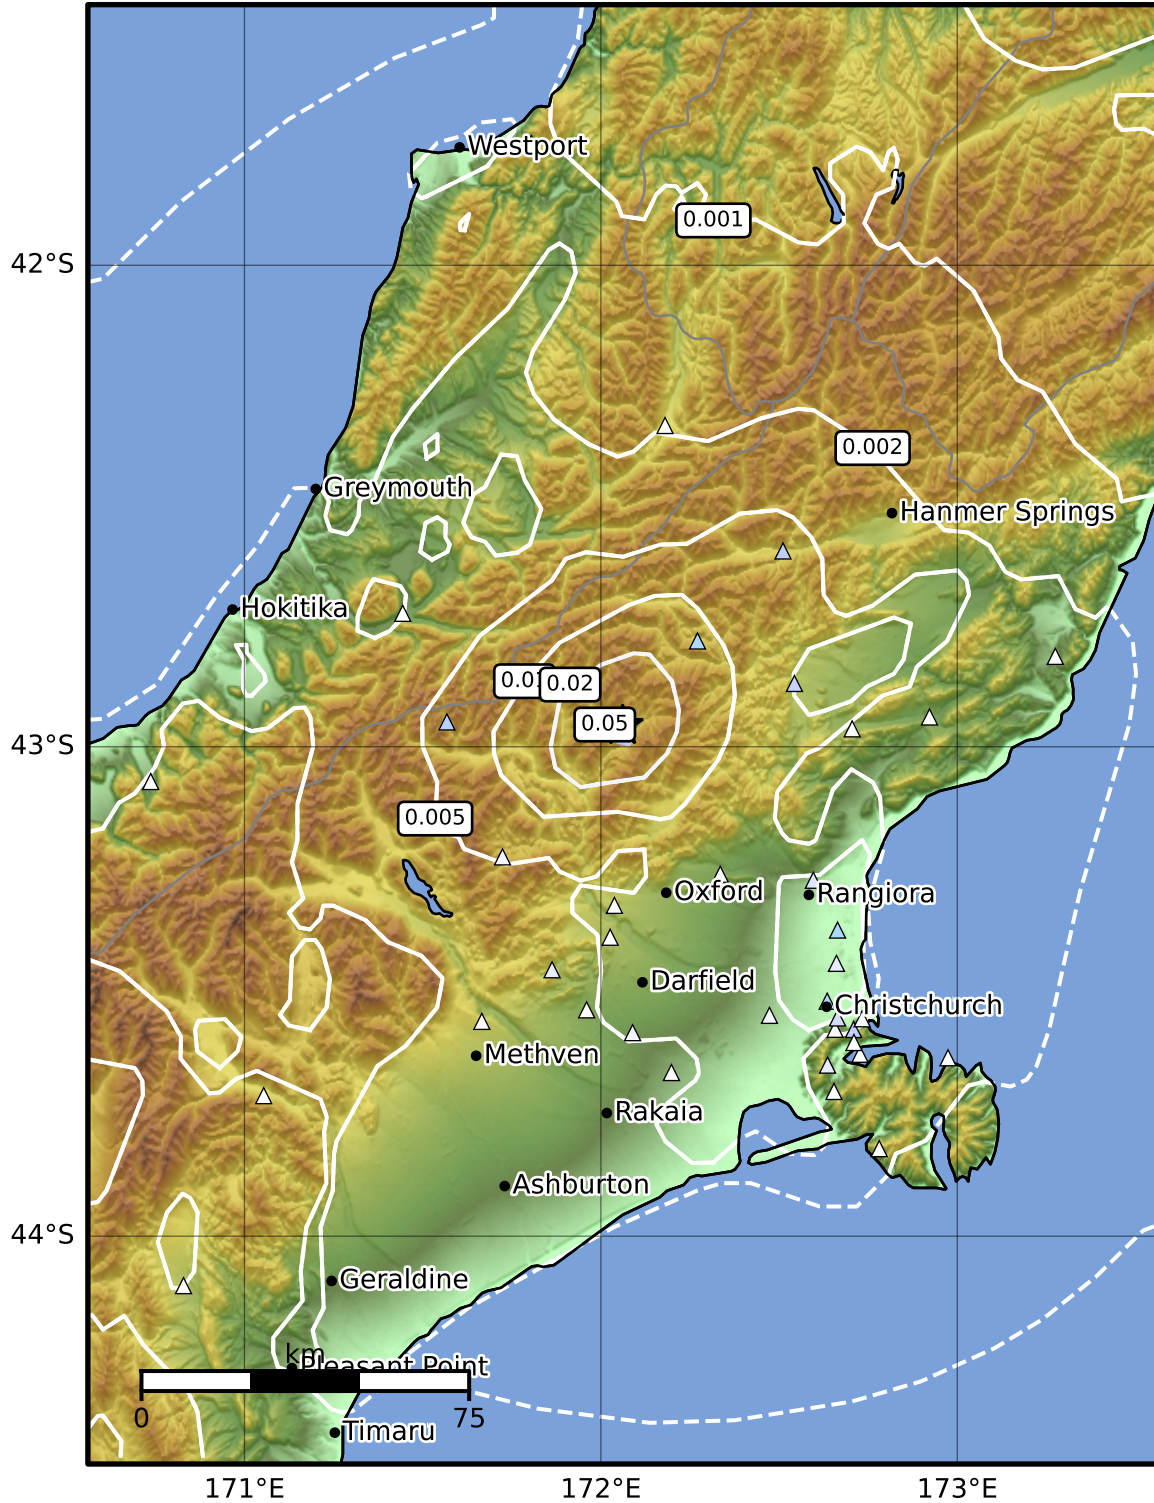 Westport
0.001
42°S
0.002
Greymouth
Hanmer Springs
Hokitika
0.02
0.05
43°S
0.005
Oxford
Rangiora
Darfield
Christchurch
Methven
Rakaia
Ashburton
44°S
Geraldine
km
Pleasant Point
0
75
Timaru
171°E
172°E
173°E